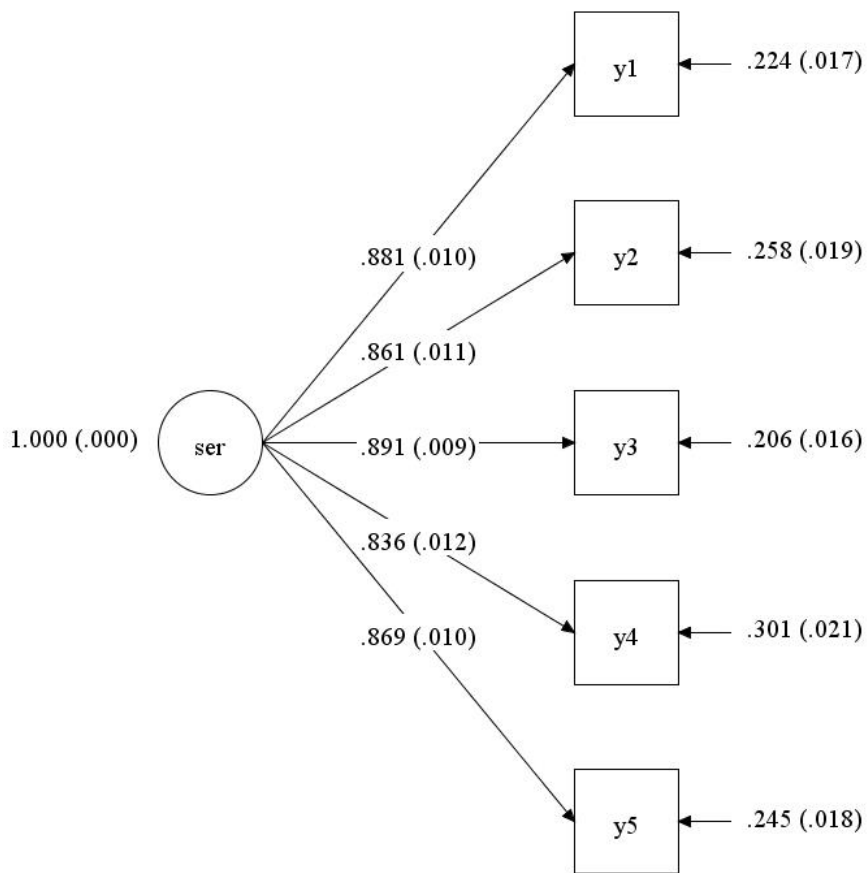 y1
.224 (.017)
.881 (.010)
y2
.258 (.019)
.861 (.011)
1.000 (.000)
ser
.891 (.009)
y3
.206 (.016)
.836 (.012)
y4
.301 (.021)
.869 (.010)
y5
.245 (.018)